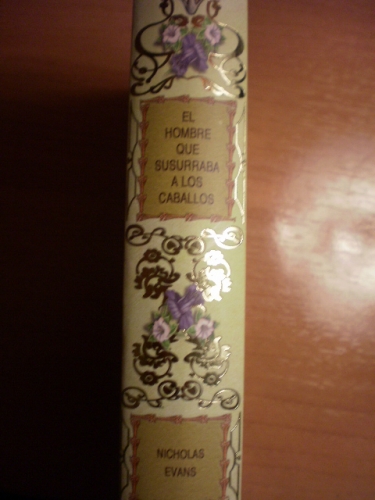 EL
HOMBRE
QUE
SUSURRABA
A LOS
CABALLOS
NICHOLAS
EVANS